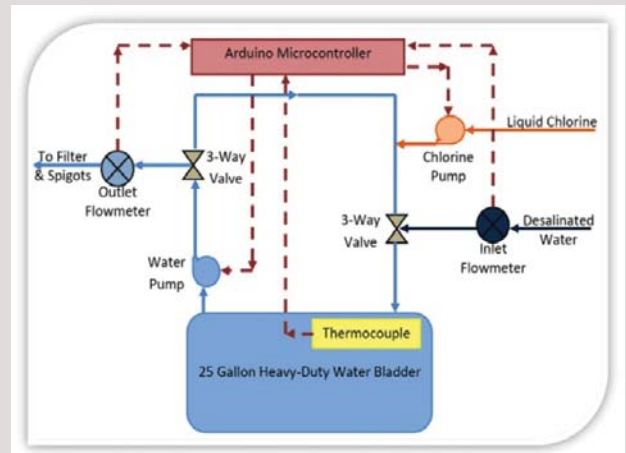 Arduino Microcontroller
Liquid Chlorine
Chlorine
Pump
To Filter
& Spigots
Outlet
Flowmeter
3-Way
Valve
3-Way
Valve
Desalinated
Water
Inlet
Flowmeter
Water
Pump
Thermocouple
25 Gallon Heavy-Duty Water Bladder